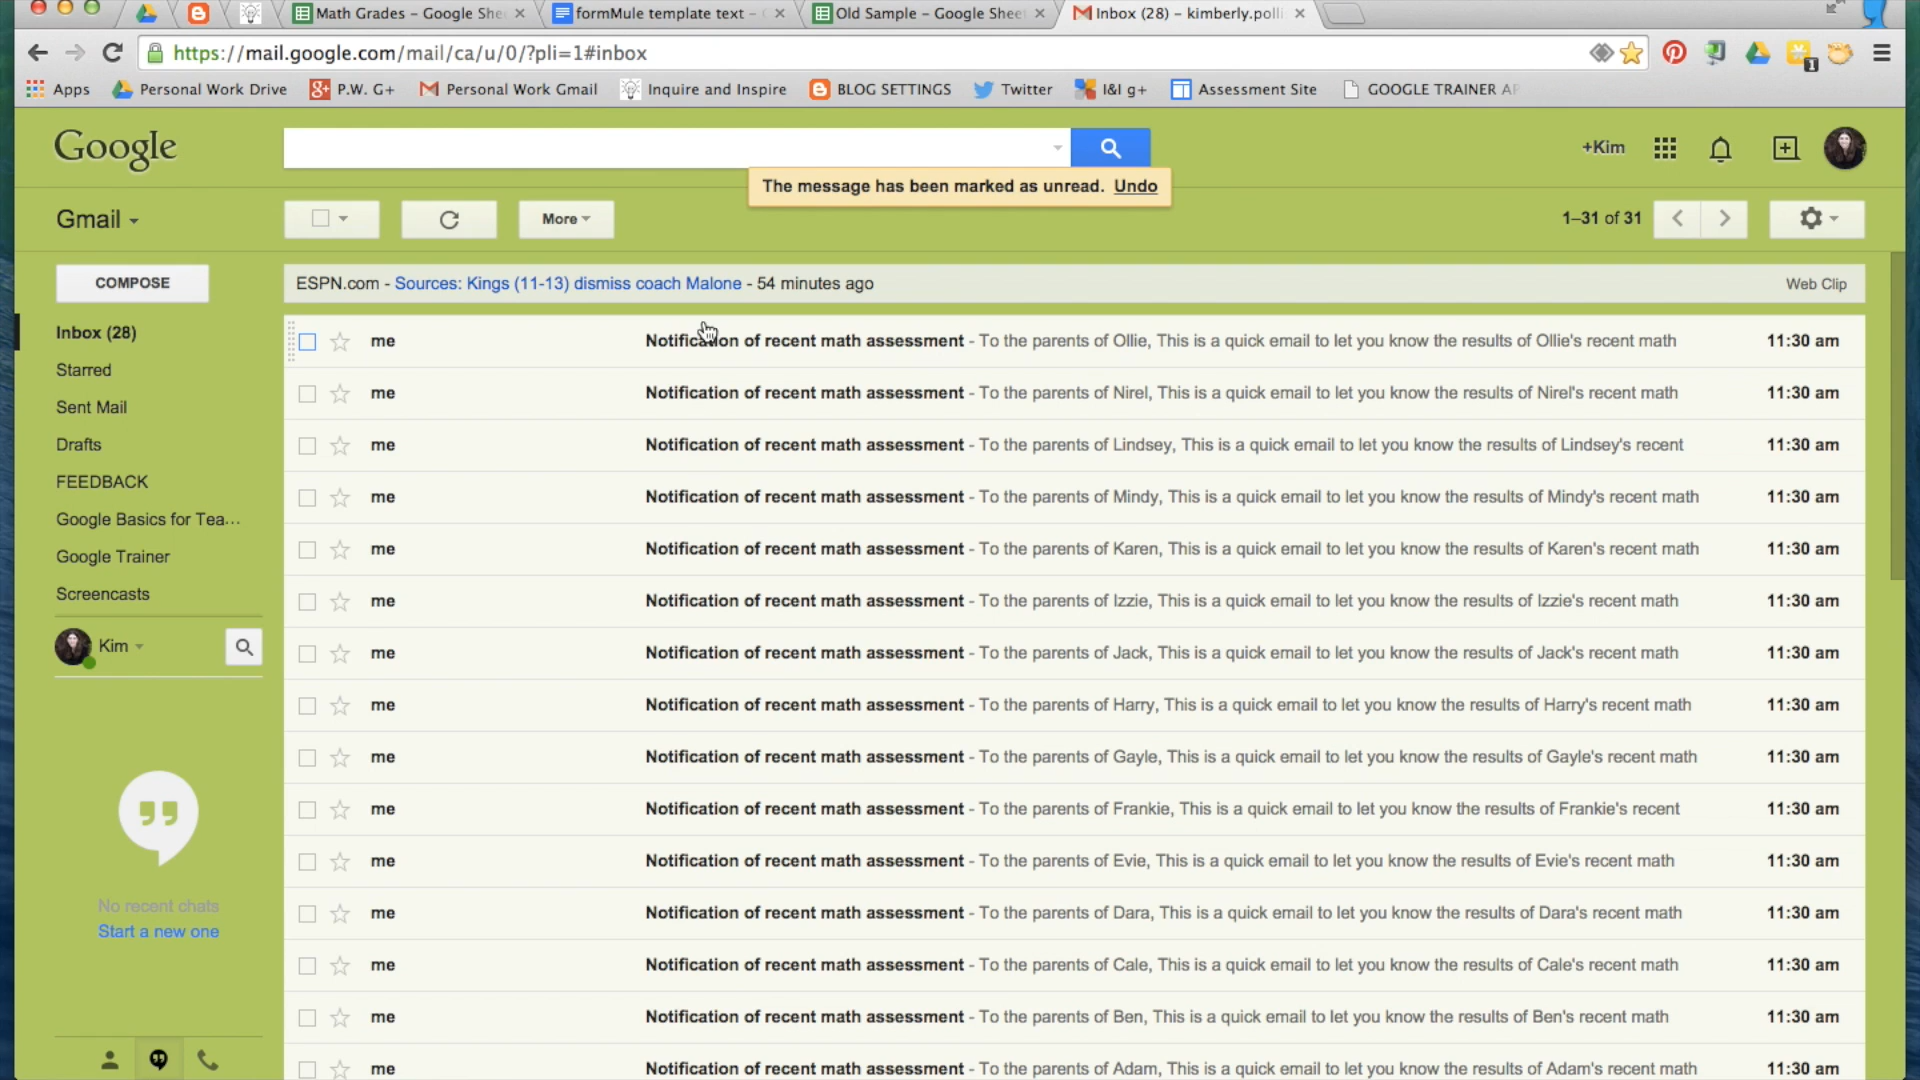 Math Grades – Google She
formMule template text –
Old Sample – Google Sheet
Inbox (28) – kimberly.polli
https://mail.google.com/mail/ca/u/0/?pli=1#inbox
1
Apps
Personal Work Drive
P.W. G+
Personal Work Gmail
Inquire and Inspire
BLOG SETTINGS
Twitter
I&I g+
Assessment Site
GOOGLE TRAINER AP
Google
+Kim
The message has been marked as unread. Undo
Gmail
More
1–31 of 31
COMPOSE
ESPN.com - Sources: Kings (11-13) dismiss coach Malone - 54 minutes ago
Web Clip
Inbox (28)
Starred
Sent Mail
Drafts
FEEDBACK
Google Basics for Tea…
Google Trainer
Screencasts
Kim
No recent chats
Start a new one
me Notification of recent math assessment - To the parents of Ollie, This is a quick email to let you know the results of Ollie's recent math 11:30 am
me Notification of recent math assessment - To the parents of Nirel, This is a quick email to let you know the results of Nirel's recent math 11:30 am
me Notification of recent math assessment - To the parents of Lindsey, This is a quick email to let you know the results of Lindsey's recent 11:30 am
me Notification of recent math assessment - To the parents of Mindy, This is a quick email to let you know the results of Mindy's recent math 11:30 am
me Notification of recent math assessment - To the parents of Karen, This is a quick email to let you know the results of Karen's recent math 11:30 am
me Notification of recent math assessment - To the parents of Izzie, This is a quick email to let you know the results of Izzie's recent math 11:30 am
me Notification of recent math assessment - To the parents of Jack, This is a quick email to let you know the results of Jack's recent math 11:30 am
me Notification of recent math assessment - To the parents of Harry, This is a quick email to let you know the results of Harry's recent math 11:30 am
me Notification of recent math assessment - To the parents of Gayle, This is a quick email to let you know the results of Gayle's recent math 11:30 am
me Notification of recent math assessment - To the parents of Frankie, This is a quick email to let you know the results of Frankie's recent 11:30 am
me Notification of recent math assessment - To the parents of Evie, This is a quick email to let you know the results of Evie's recent math 11:30 am
me Notification of recent math assessment - To the parents of Dara, This is a quick email to let you know the results of Dara's recent math 11:30 am
me Notification of recent math assessment - To the parents of Cale, This is a quick email to let you know the results of Cale's recent math 11:30 am
me Notification of recent math assessment - To the parents of Ben, This is a quick email to let you know the results of Ben's recent math 11:30 am
me Notification of recent math assessment - To the parents of Adam, This is a quick email to let you know the results of Adam's recent math 11:30 am